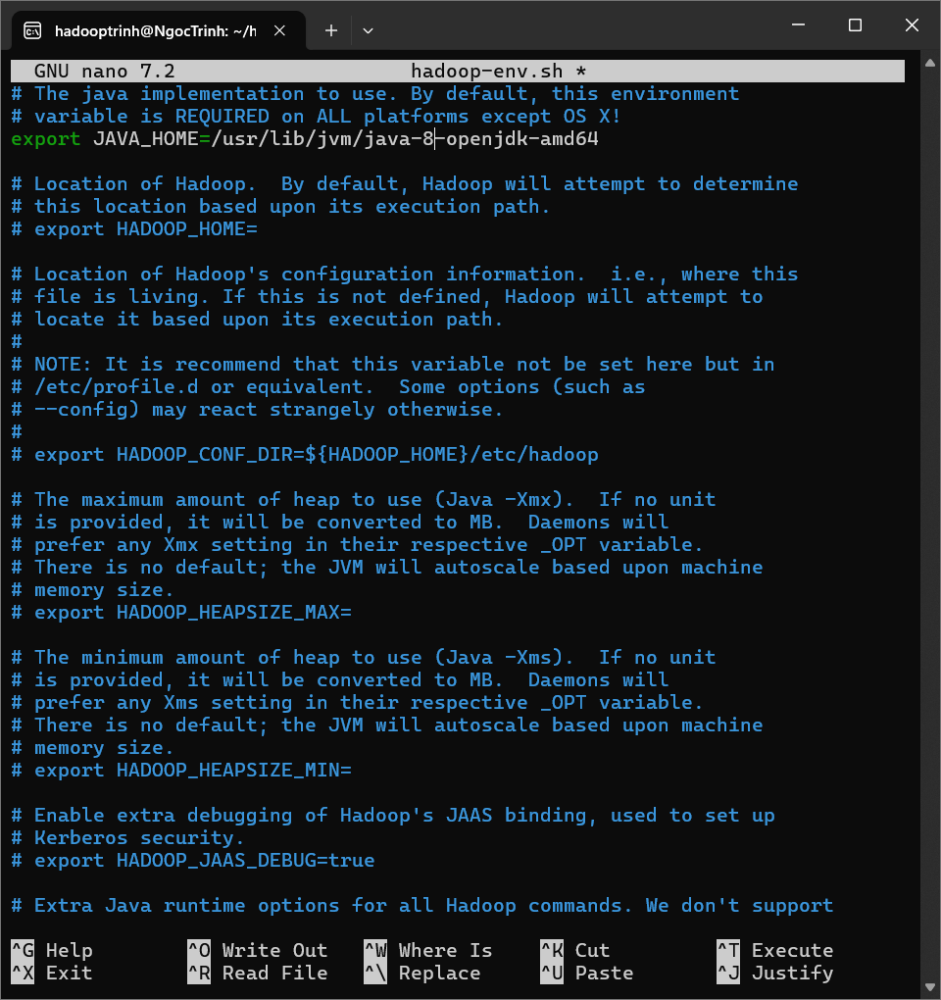 hadooptrinh@NgocTrinh: ~/h
GNU nano 7.2 hadoop-env.sh *
# The java implementation to use. By default, this environment
# variable is REQUIRED on ALL platforms except OS X!
export JAVA_HOME=/usr/lib/jvm/java-8-openjdk-amd64

# Location of Hadoop.  By default, Hadoop will attempt to determine
# this location based upon its execution path.
# export HADOOP_HOME=

# Location of Hadoop's configuration information.  i.e., where this
# file is living. If this is not defined, Hadoop will attempt to
# locate it based upon its execution path.
#
# NOTE: It is recommend that this variable not be set here but in
# /etc/profile.d or equivalent.  Some options (such as
# --config) may react strangely otherwise.
#
# export HADOOP_CONF_DIR=${HADOOP_HOME}/etc/hadoop

# The maximum amount of heap to use (Java -Xmx).  If no unit
# is provided, it will be converted to MB.  Daemons will
# prefer any Xmx setting in their respective _OPT variable.
# There is no default; the JVM will autoscale based upon machine
# memory size.
# export HADOOP_HEAPSIZE_MAX=

# The minimum amount of heap to use (Java -Xms).  If no unit
# is provided, it will be converted to MB.  Daemons will
# prefer any Xms setting in their respective _OPT variable.
# There is no default; the JVM will autoscale based upon machine
# memory size.
# export HADOOP_HEAPSIZE_MIN=

# Enable extra debugging of Hadoop's JAAS binding, used to set up
# Kerberos security.
# export HADOOP_JAAS_DEBUG=true

# Extra Java runtime options for all Hadoop commands. We don't support
^G Help ^O Write Out ^W Where Is ^K Cut ^T Execute
^X Exit ^R Read File ^\ Replace ^U Paste ^J Justify